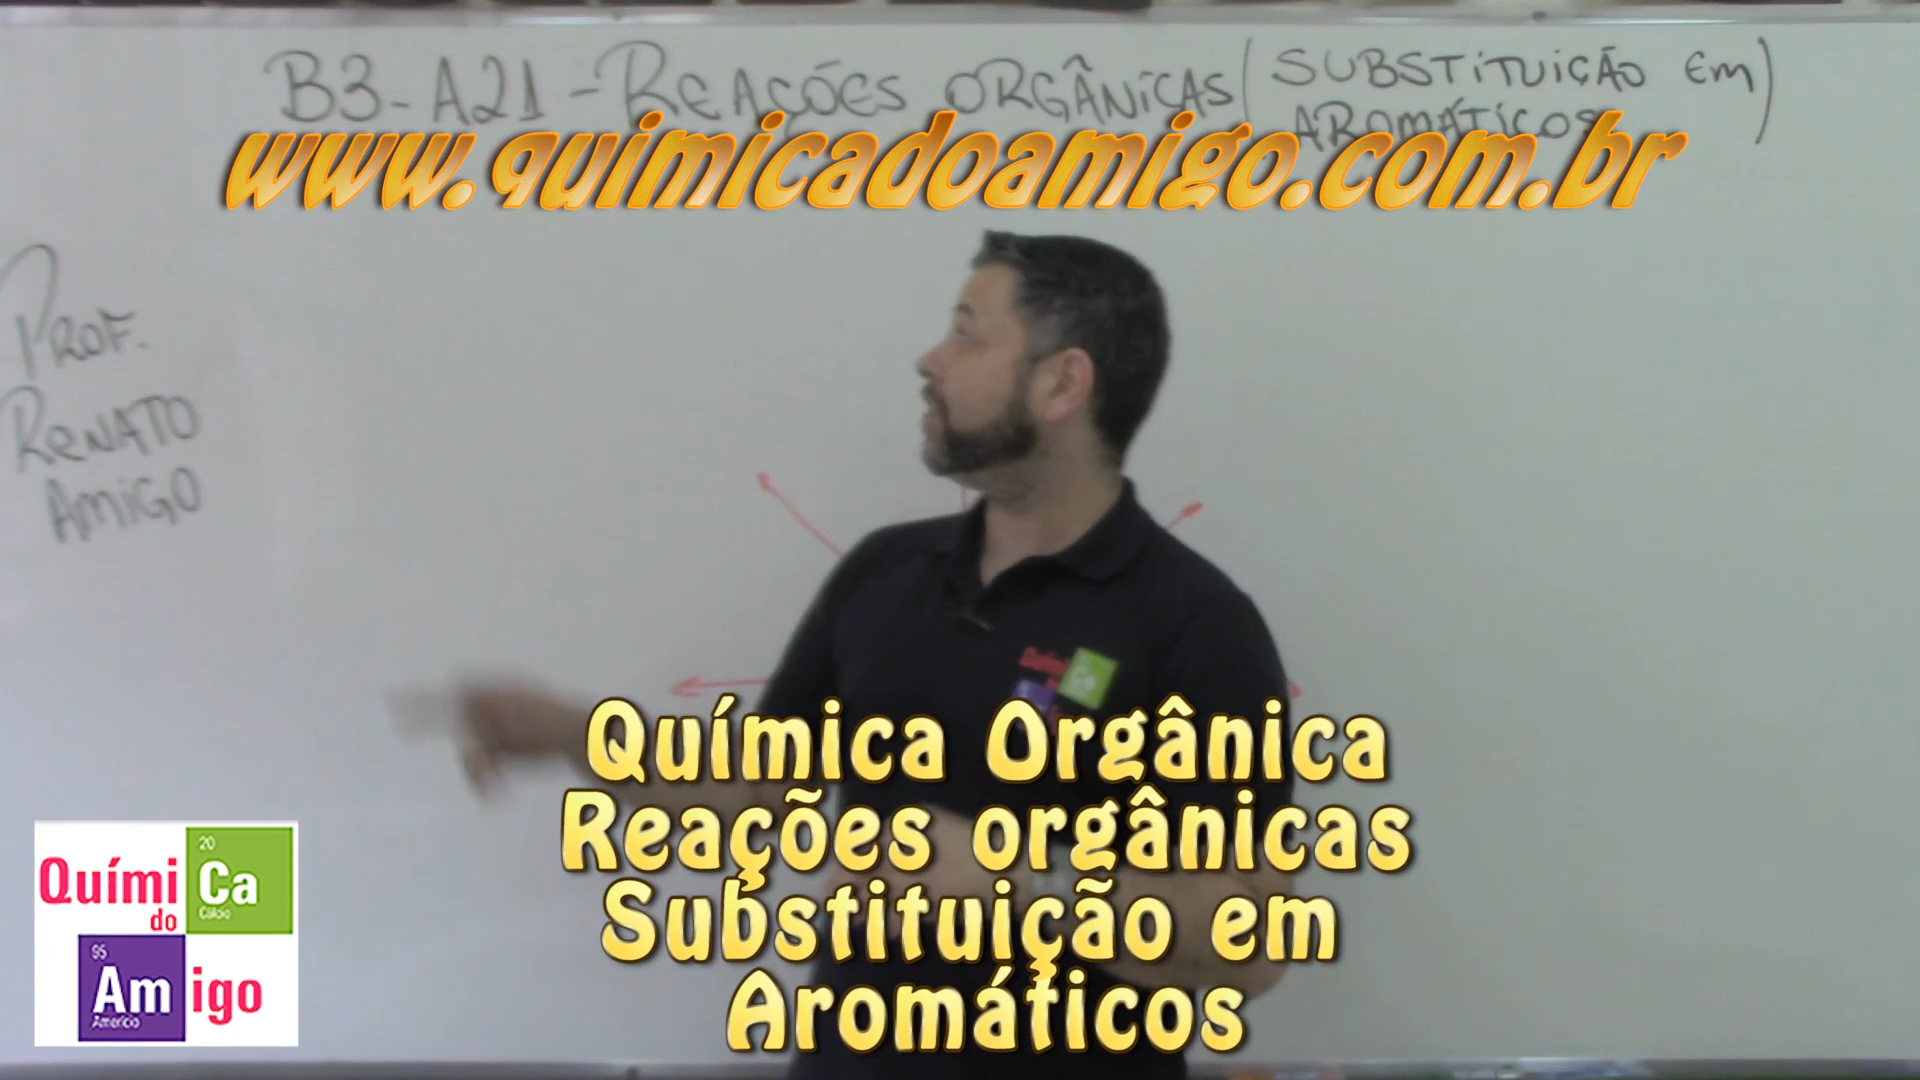 B3-A21-REAÇÕES ORGÂNICAS (SUBSTITUIÇÃO EM
AROMÁTICOS)
www.quimicadoamigo.com.br
PROF.
RENATO
AMIGO
Química Orgânica
Reações orgânicas
Substituição em
Aromáticos
20
Quími Ca
Cálcio
do
95
Am igo
Amerício